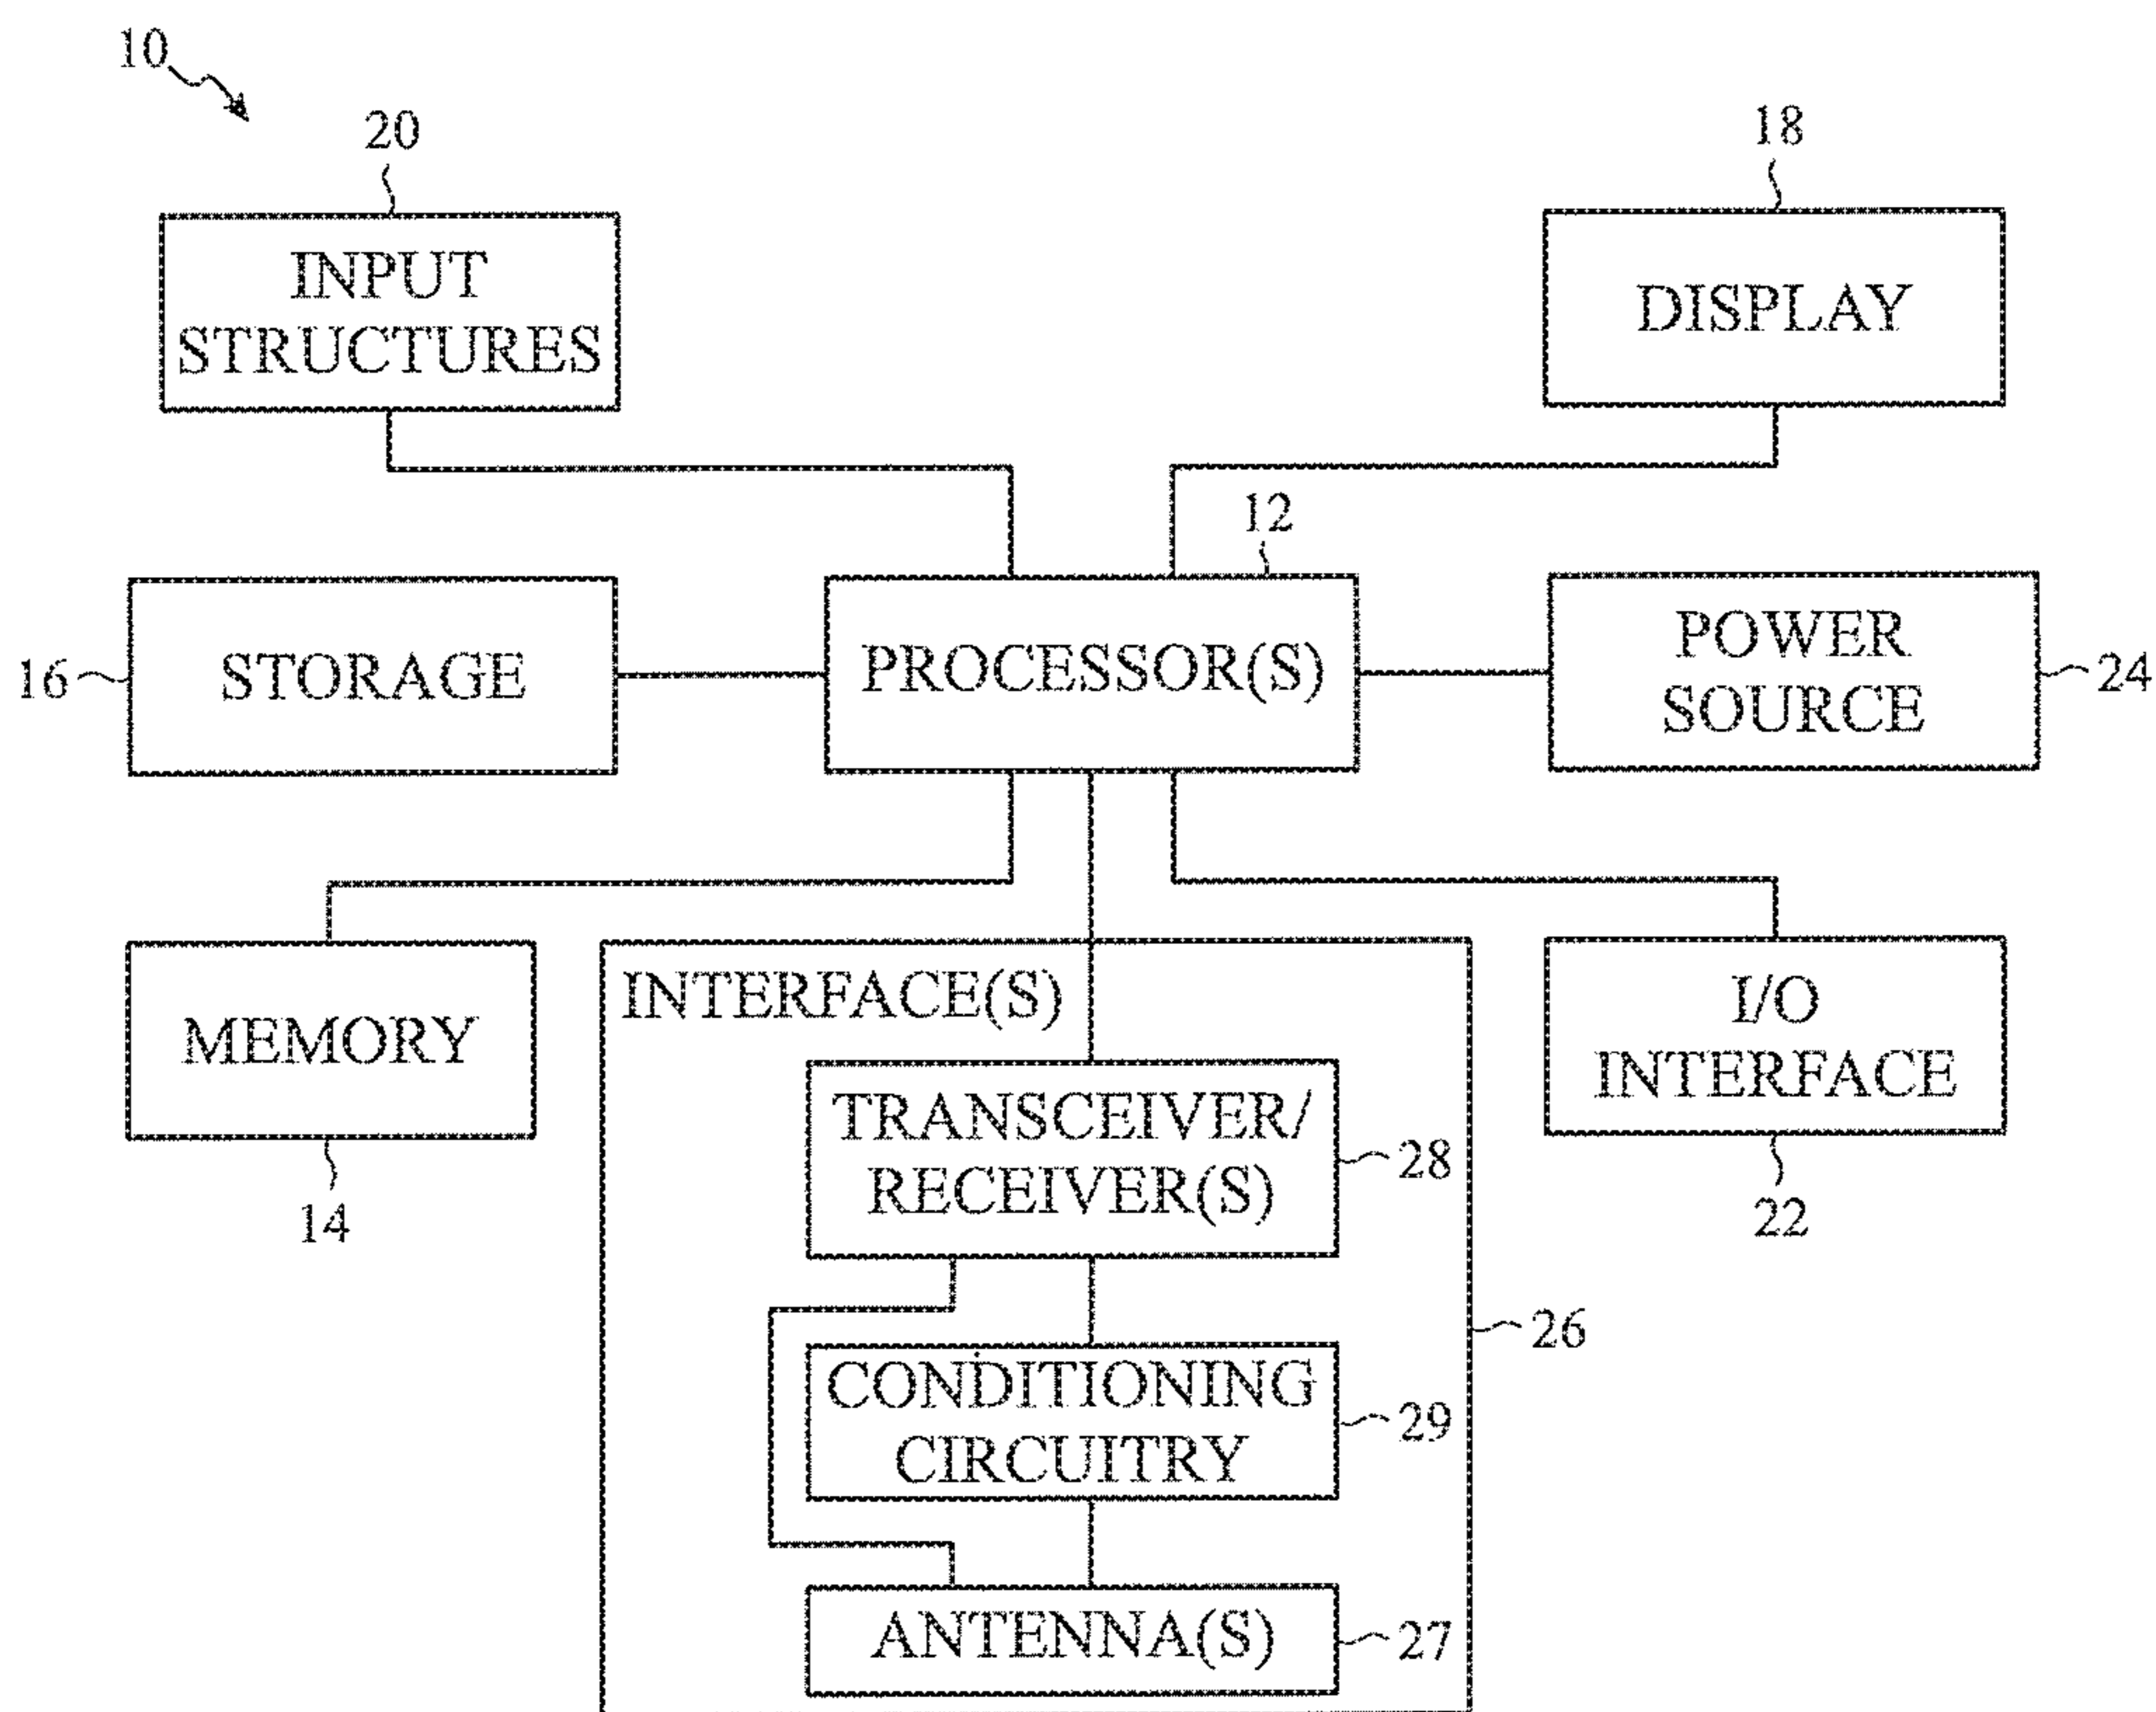 10
20
18
INPUT
STRUCTURES
DISPLAY
12
16
STORAGE
PROCESSOR(S)
POWER
SOURCE
24
MEMORY
14
INTERFACE(S)
I/O
INTERFACE
22
TRANSCEIVER/
RECEIVER(S)
28
26
CONDITIONING
CIRCUITRY
29
ANTENNA(S)
27